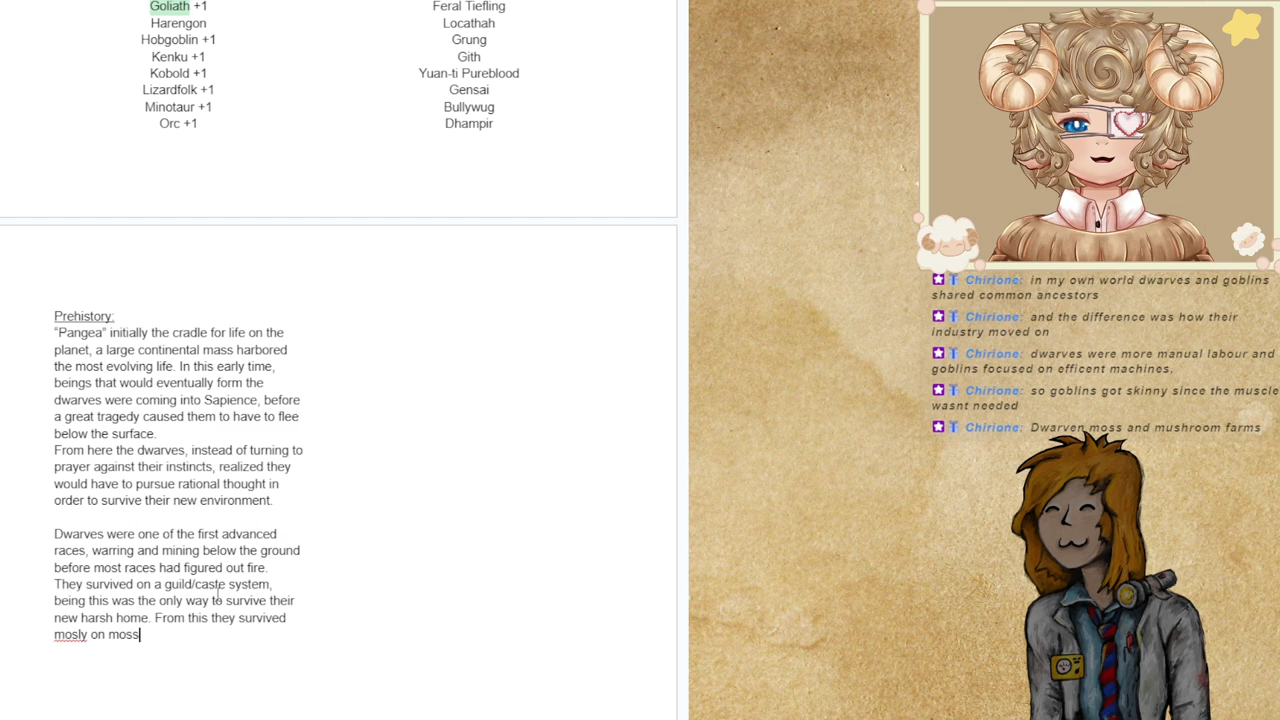 Goliath +1
Harengon
Hobgoblin +1
Kenku +1
Kobold +1
Lizardfolk +1
Minotaur +1
Orc +1
Feral Tiefling
Locathah
Grung
Gith
Yuan-ti Pureblood
Gensai
Bullywug
Dhampir
Prehistory:
“Pangea” initially the cradle for life on the
planet, a large continental mass harbored
the most evolving life. In this early time,
beings that would eventually form the
dwarves were coming into Sapience, before
a great tragedy caused them to have to flee
below the surface.
From here the dwarves, instead of turning to
prayer against their instincts, realized they
would have to pursue rational thought in
order to survive their new environment.
Dwarves were one of the first advanced
races, warring and mining below the ground
before most races had figured out fire.
They survived on a guild/caste system,
being this was the only way to survive their
new harsh home. From this they survived
mosly on moss
Chirione: in my own world dwarves and goblins
shared common ancestors
Chirione: and the difference was how their
industry moved on
Chirione: dwarves were more manual labour and
goblins focused on efficent machines,
Chirione: so goblins got skinny since the muscle
wasnt needed
Chirione: Dwarven moss and mushroom farms